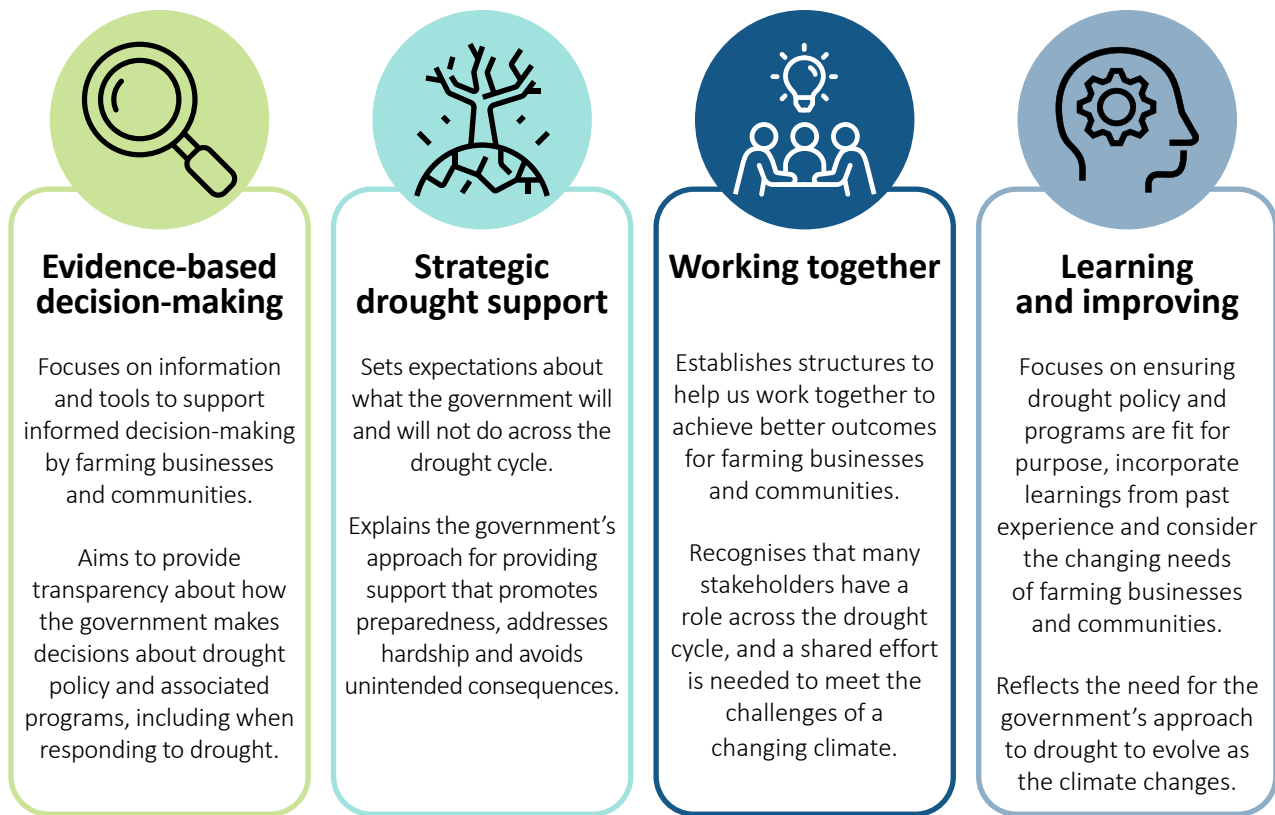 Evidence-based
decision-making
Focuses on information
and tools to support
informed decision-making
by farming businesses
and communities.
Aims to provide
transparency about how
the government makes
decisions about drought
policy and associated
programs, including when
responding to drought.
Strategic
drought support
Sets expectations about
what the government will
and will not do across the
drought cycle.
Explains the government’s
approach for providing
support that promotes
preparedness, addresses
hardship and avoids
unintended consequences.
Working together
Establishes structures to
help us work together to
achieve better outcomes
for farming businesses
and communities.
Recognises that many
stakeholders have a
role across the drought
cycle, and a shared effort
is needed to meet the
challenges of a
changing climate.
Learning
and improving
Focuses on ensuring
drought policy and
programs are fit for
purpose, incorporate
learnings from past
experience and consider
the changing needs
of farming businesses
and communities.
Reflects the need for the
government’s approach
to drought to evolve as
the climate changes.